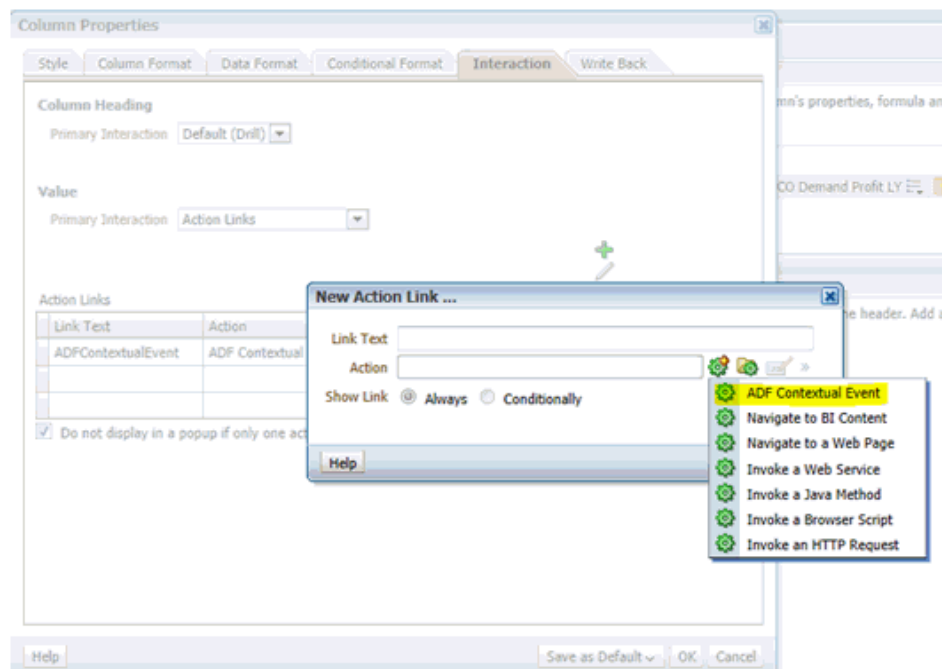 Column Properties
Style Column Format Data Format Conditional Format Interaction Write Back
Column Heading
Primary Interaction Default (Drill)
mn's properties, formula an
Value
CO Demand Profit LY
Primary Interaction Action Links
Action Links
Link Text Action
ADFContextualEvent ADF Contextual
Do not display in a popup if only one act
New Action Link ...
e header. Add a
Link Text
Action
Show Link Always Conditionally
ADF Contextual Event
Navigate to BI Content
Navigate to a Web Page
Invoke a Web Service
Invoke a Java Method
Invoke a Browser Script
Invoke an HTTP Request
Help
Help Save as Default OK Cancel